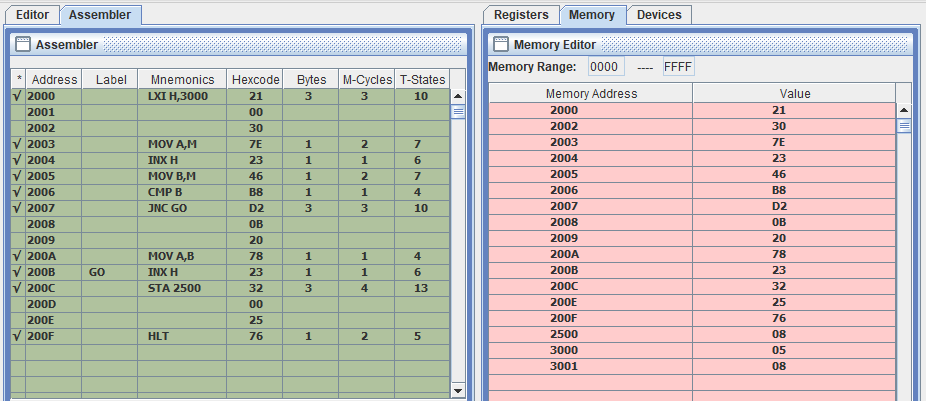 Editor Assembler
Assembler
* Address Label Mnemonics Hexcode Bytes M-Cycles T-States
√ 2000 LXI H,3000 21 3 3 10
2001 00
2002 30
√ 2003 MOV A,M 7E 1 2 7
√ 2004 INX H 23 1 1 6
√ 2005 MOV B,M 46 1 2 7
√ 2006 CMP B B8 1 1 4
√ 2007 JNC GO D2 3 3 10
2008 0B
2009 20
√ 200A MOV A,B 78 1 1 4
√ 200B GO INX H 23 1 1 6
√ 200C STA 2500 32 3 4 13
200D 00
200E 25
√ 200F HLT 76 1 2 5
Registers Memory Devices
Memory Editor
Memory Range: 0000 ---- FFFF
Memory Address Value
2000 21
2002 30
2003 7E
2004 23
2005 46
2006 B8
2007 D2
2008 0B
2009 20
200A 78
200B 23
200C 32
200E 25
200F 76
2500 08
3000 05
3001 08